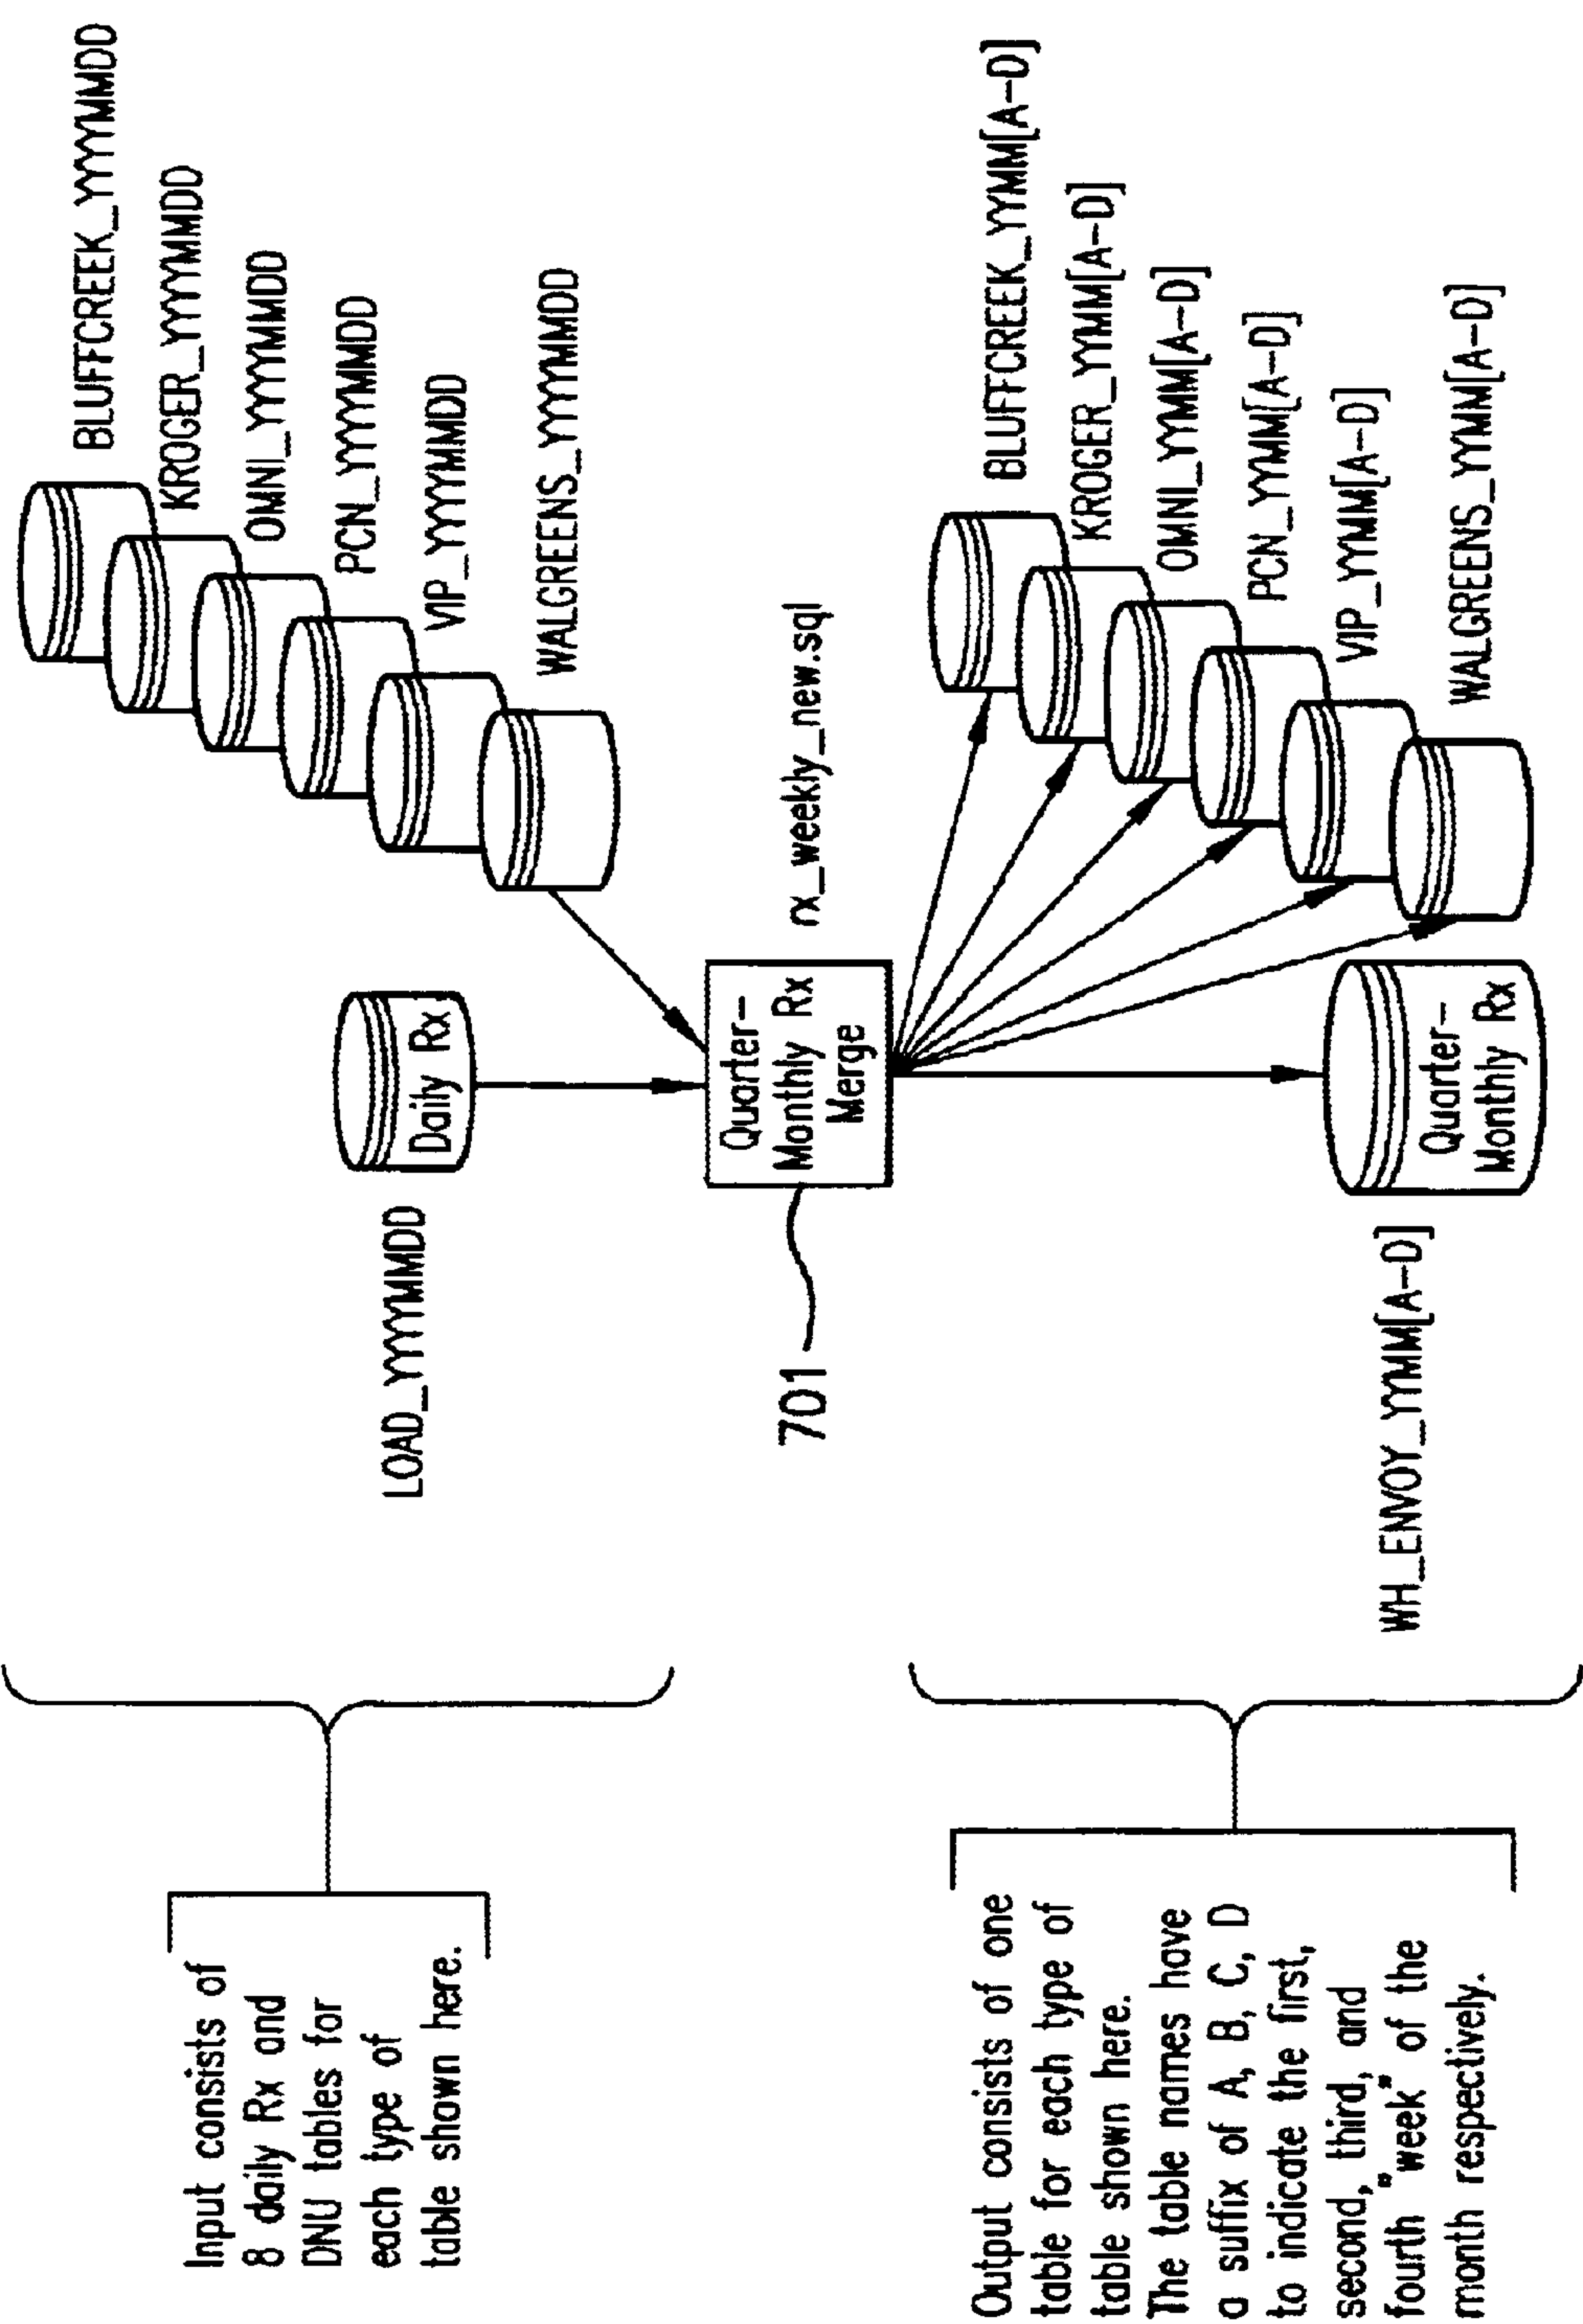 Input consists of
8 daily Rx and
DNU tables for
each type of
table shown here.
LOAD_YYYYMMDD
Daily Rx
BLUFFCREEK_YYYYMMDD
KROGER_YYYYMMDD
OMNI_YYYYMMDD
PCN_YYYYMMDD
VIP_YYYYMMDD
WALGREENS_YYYYMMDD
701
Quarter-
Monthly Rx
Merge
rx_weekly_new.sql
Output consists of one
table for each type of
table shown here.
The table names have
a suffix of A, B, C, D
to indicate the first,
second, third, and
fourth "week" of the
month respectively.
WH_ENVOY_YYMM[A-D]
Quarter-
Monthly Rx
BLUFFCREEK_YYMM[A-D]
KROGER_YYMM[A-D]
OMNI_YYMM[A-D]
PCN_YYMM[A-D]
VIP_YYMM[A-D]
WALGREENS_YYMM[A-D]